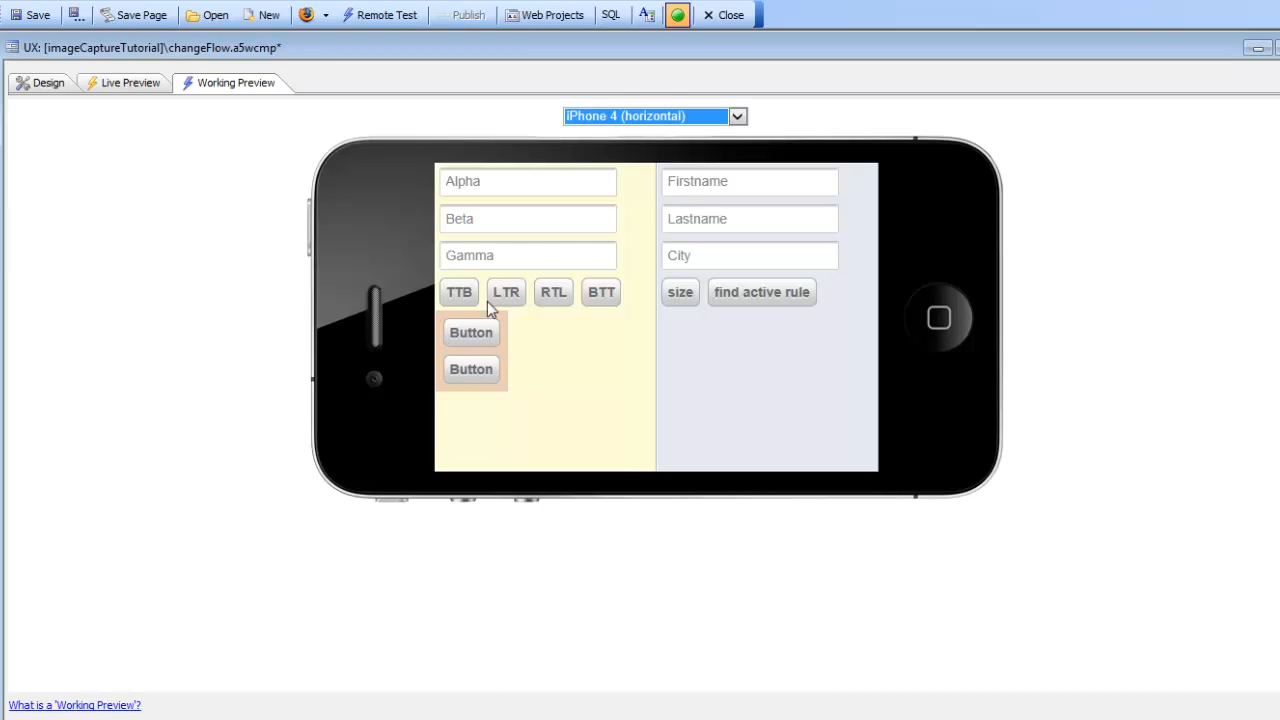 Save Save Page Open New Remote Test Publish Web Projects SQL Close
UX: [imageCaptureTutorial]\changeFlow.a5wcmp*
Design Live Preview Working Preview
iPhone 4 (horizontal)
Alpha Firstname
Beta Lastname
Gamma City
TTB LTR RTL BTT size find active rule
Button
Button
What is a 'Working Preview'?